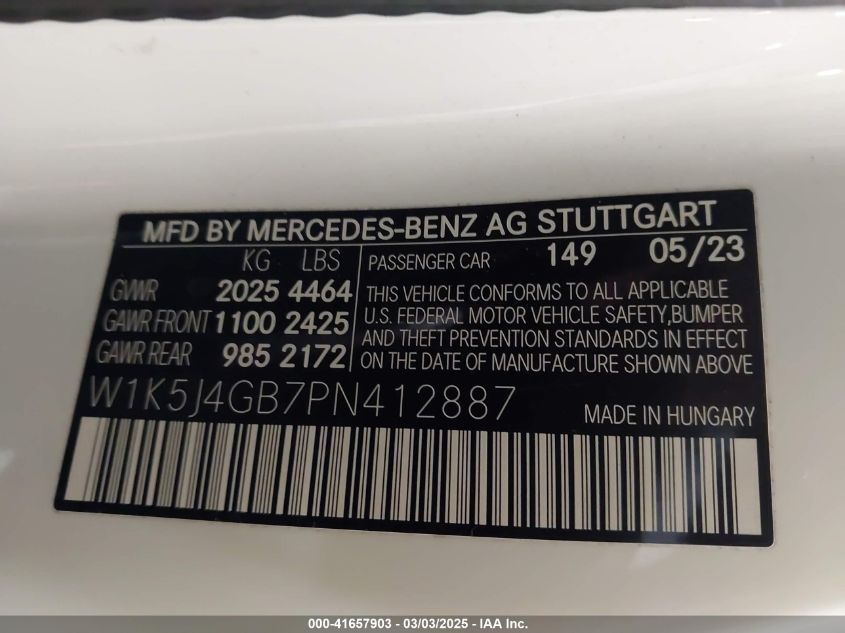 MFD BY MERCEDES-BENZ AG STUTTGART
KG LBS
GVWR 2025 4464
GAWR FRONT 1100 2425
GAWR REAR 985 2172
PASSENGER CAR 149 05/23
THIS VEHICLE CONFORMS TO ALL APPLICABLE
U.S. FEDERAL MOTOR VEHICLE SAFETY,BUMPER
AND THEFT PREVENTION STANDARDS IN EFFECT
ON THE DATE OF MANUFACTURE SHOWN ABOVE
W1K5J4GB7PN412887
MADE IN HUNGARY
000-41657903 - 03/03/2025 - IAA Inc.